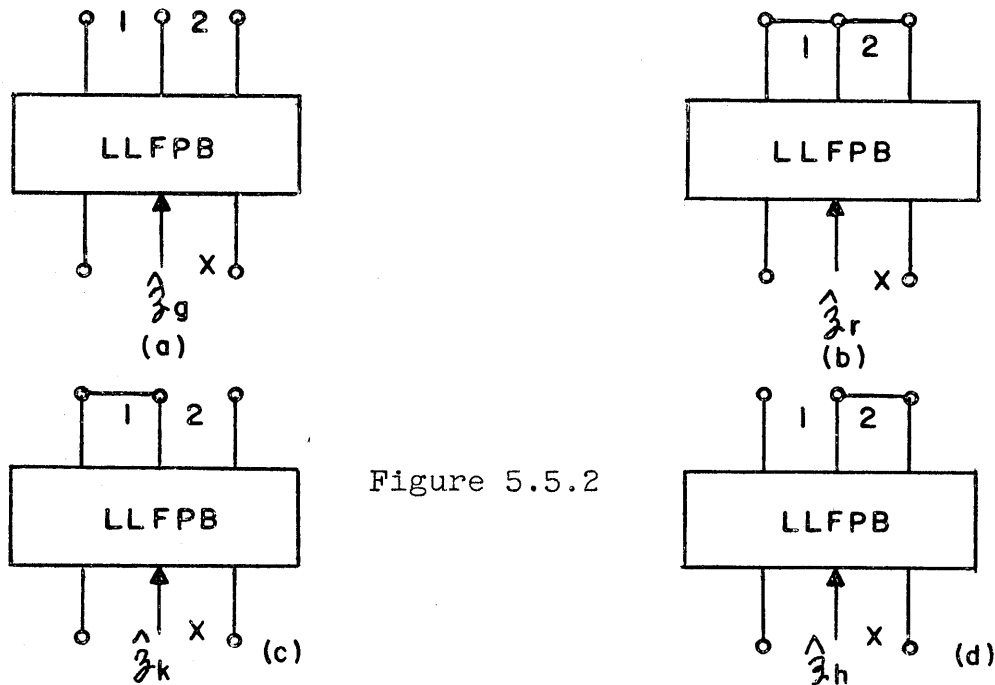 1 2
LLFPB
X
ẑg
(a)
1 2
LLFPB
X
ẑr
(b)
1 2
LLFPB
X
ẑk
(c)
Figure 5.5.2
1 2
LLFPB
X
ẑh
(d)